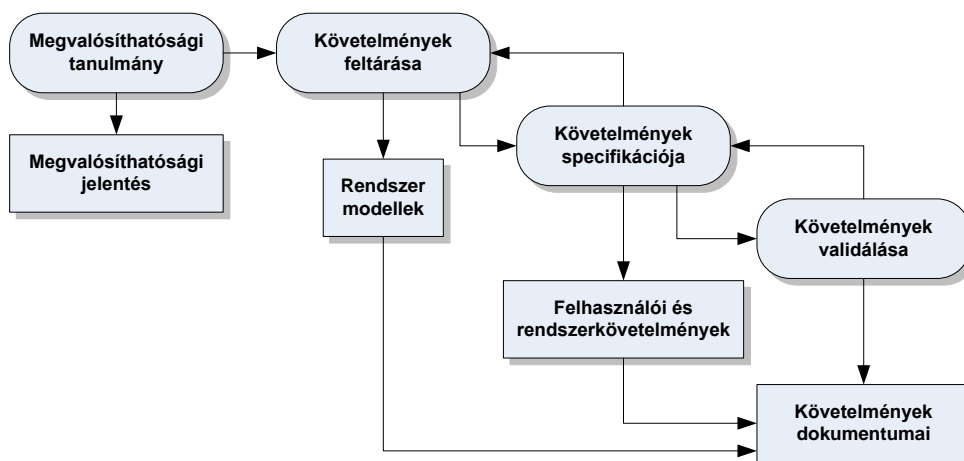 Megvalósíthatósági
tanulmány
Követelmények
feltárása
Követelmények
specifikációja
Megvalósíthatósági
jelentés
Rendszer
modellek
Követelmények
validálása
Felhasználói és
rendszerkövetelmények
Követelmények
dokumentumai